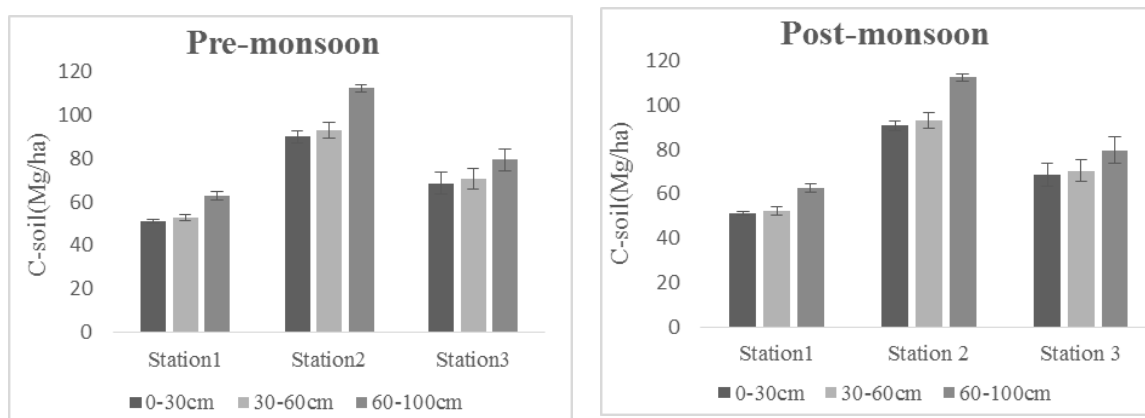 Pre-monsoon
C-soil(Mg/ha)
120
100
80
60
40
20
0
Station1 Station2 Station3
0-30cm 30-60cm 60-100cm
Post-monsoon
C-soil(Mg/ha)
120
100
80
60
40
20
0
Station1 Station 2 Station 3
0-30cm 30-60cm 60-100cm